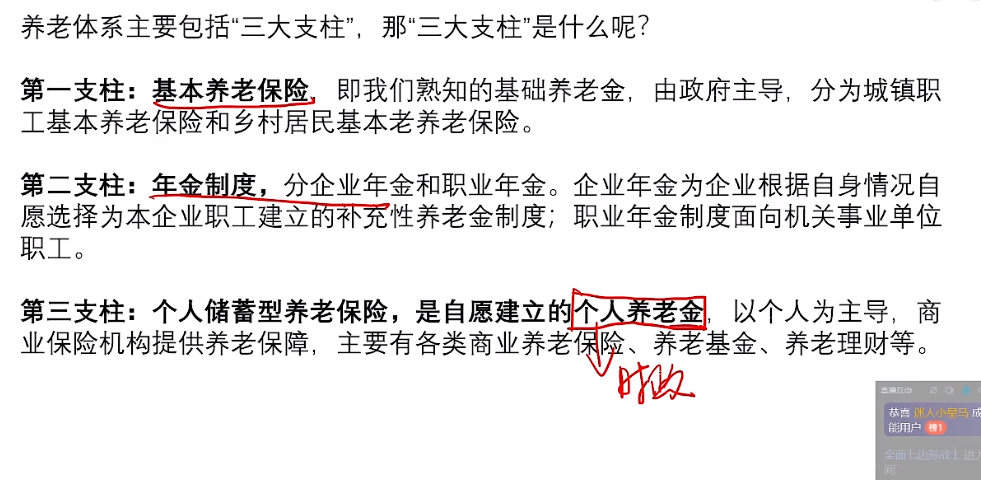 养老体系主要包括“三大支柱”，那“三大支柱”是什么呢？
第一支柱：基本养老保险，即我们熟知的基础养老金，由政府主导，分为城镇职
工基本养老保险和乡村居民基本老养老保险。
第二支柱：年金制度，分企业年金和职业年金。企业年金为企业根据自身情况自
愿选择为本企业职工建立的补充性养老金制度；职业年金制度面向机关事业单位
职工。
第三支柱：个人储蓄型养老保险，是自愿建立的个人养老金，以个人为主导，商
业保险机构提供养老保障，主要有各类商业养老保险、养老基金、养老理财等。
时政
直播互动
恭喜 迷人小皇马 成
能用户 榜1
全面七边形战士 进入
间